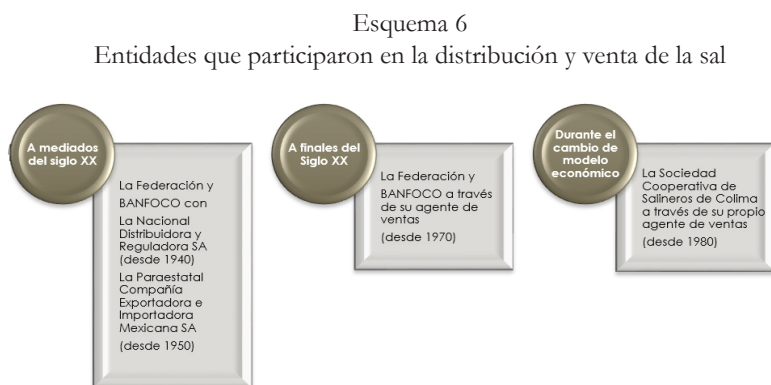 Esquema 6
Entidades que participaron en la distribución y venta de la sal
A mediados
del siglo XX
La Federación y
BANFOCO con
La Nacional
Distribuidora y
Reguladora SA
(desde 1940)
La Paraestatal
Compañía
Exportadora e
Importadora
Mexicana SA
(desde 1950)
A finales del
Siglo XX
La Federación y
BANFOCO a través
de su agente de
ventas
(desde 1970)
Durante el
cambio de
modelo
económico
La Sociedad
Cooperativa de
Salineros de Colima
a través de su propio
agente de ventas
(desde 1980)